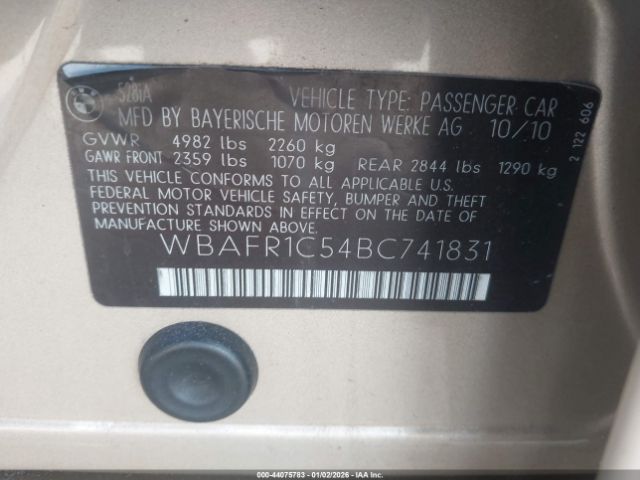 BMW
528iA
VEHICLE TYPE: PASSENGER CAR
MFD BY BAYERISCHE MOTOREN WERKE AG 10/10
GVWR 4982 lbs 2260 kg
GAWR FRONT 2359 lbs 1070 kg REAR 2844 lbs 1290 kg
THIS VEHICLE CONFORMS TO ALL APPLICABLE U.S.
FEDERAL MOTOR VEHICLE SAFETY, BUMPER AND THEFT
PREVENTION STANDARDS IN EFFECT ON THE DATE OF
MANUFACTURE SHOWN ABOVE.
WBAFR1C54BC741831
2 122 606
000-44075783 - 01/02/2026 - IAA Inc.